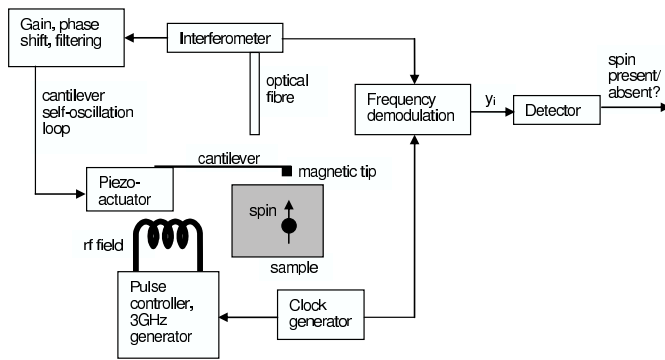 Gain, phase
shift, filtering
Interferometer
cantilever
self-oscillation
loop
optical
fibre
Frequency
demodulation
yi
Detector
spin
present/
absent?
cantilever
magnetic tip
Piezo-
actuator
spin
rf field
sample
Pulse
controller,
3GHz
generator
Clock
generator